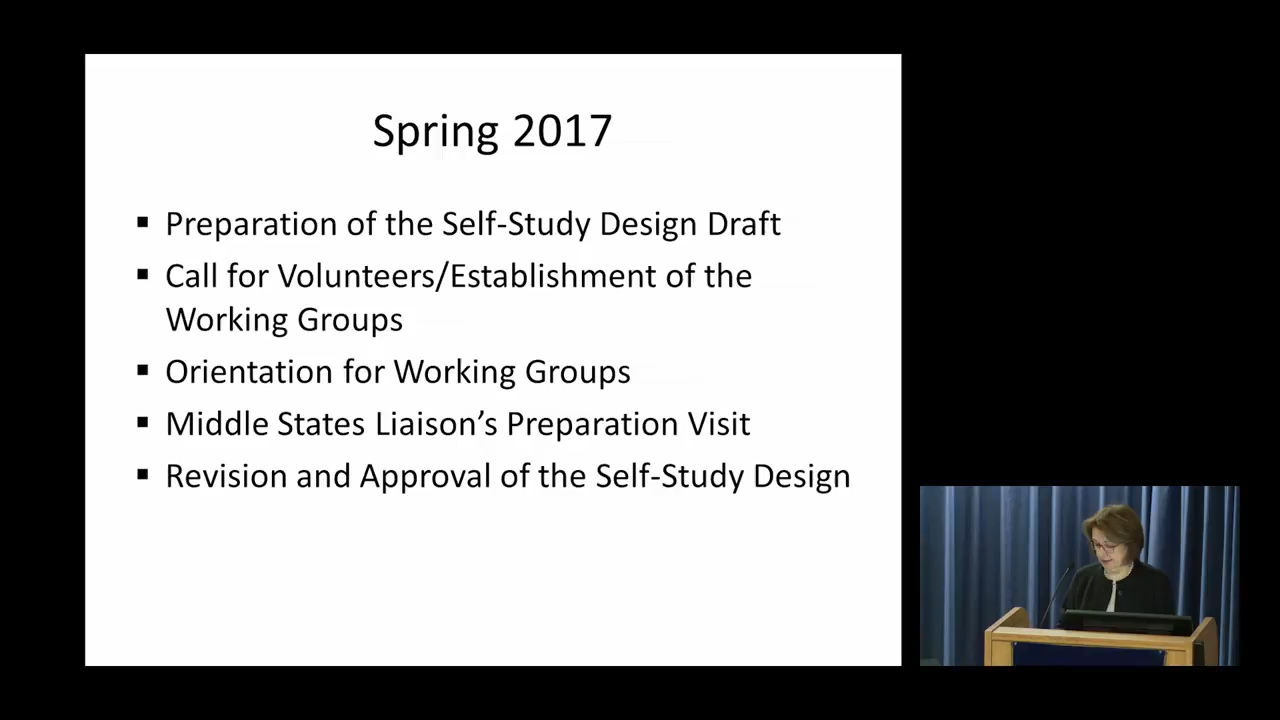 Spring 2017
▪ Preparation of the Self-Study Design Draft
▪ Call for Volunteers/Establishment of the
Working Groups
▪ Orientation for Working Groups
▪ Middle States Liaison’s Preparation Visit
▪ Revision and Approval of the Self-Study Design